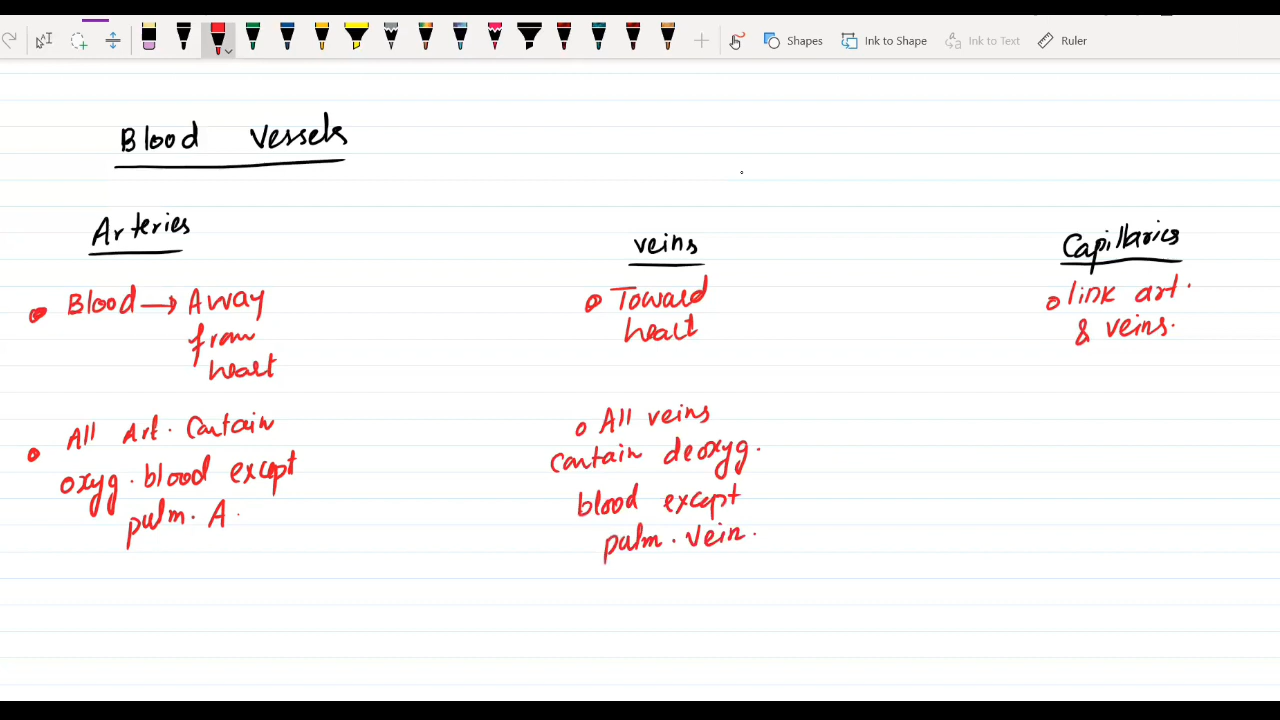 Shapes
Ink to Shape
Ink to Text
Ruler
Blood Vessels
Arteries
Blood → Away
from
heart
All Art. Contain
oxyg. blood except
pulm. A.
veins
Toward
heart
All veins
Contain deoxyg.
blood except
pulm. vein.
Capillaries
link art.
& veins.